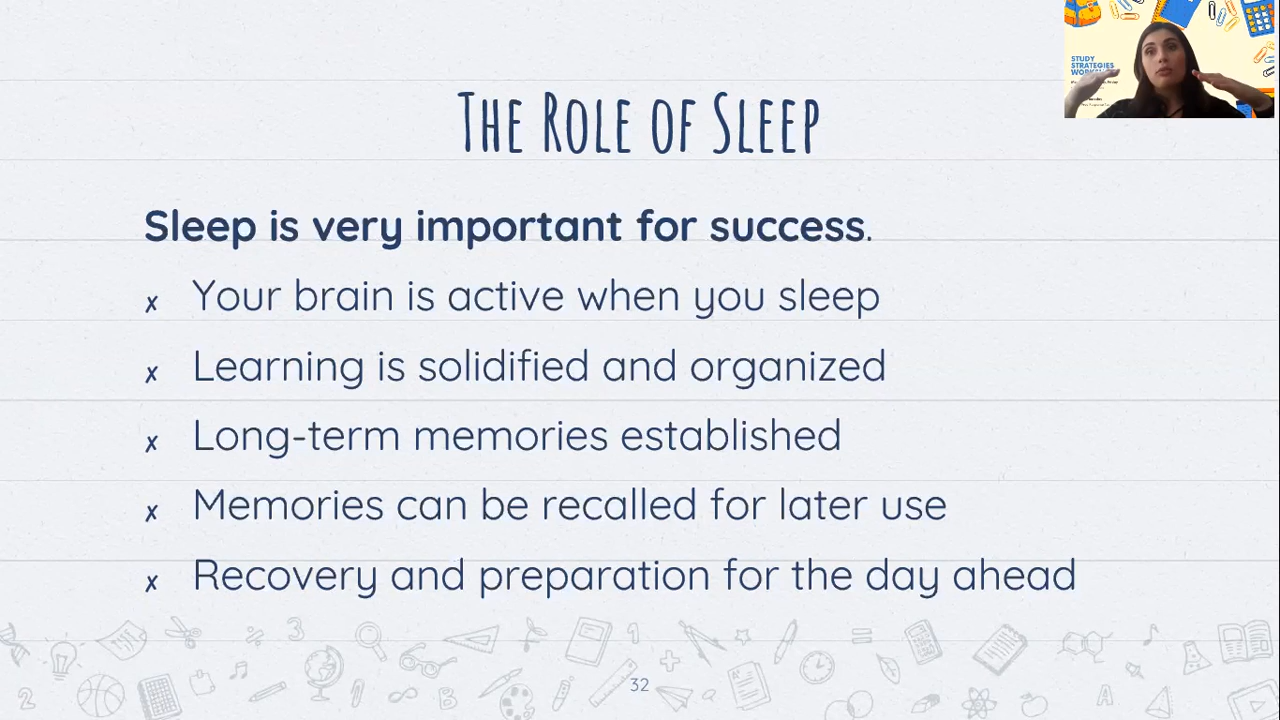 STUDY
STRATEGIES
The Role of Sleep
Sleep is very important for success.
x Your brain is active when you sleep
x Learning is solidified and organized
x Long-term memories established
x Memories can be recalled for later use
x Recovery and preparation for the day ahead
32